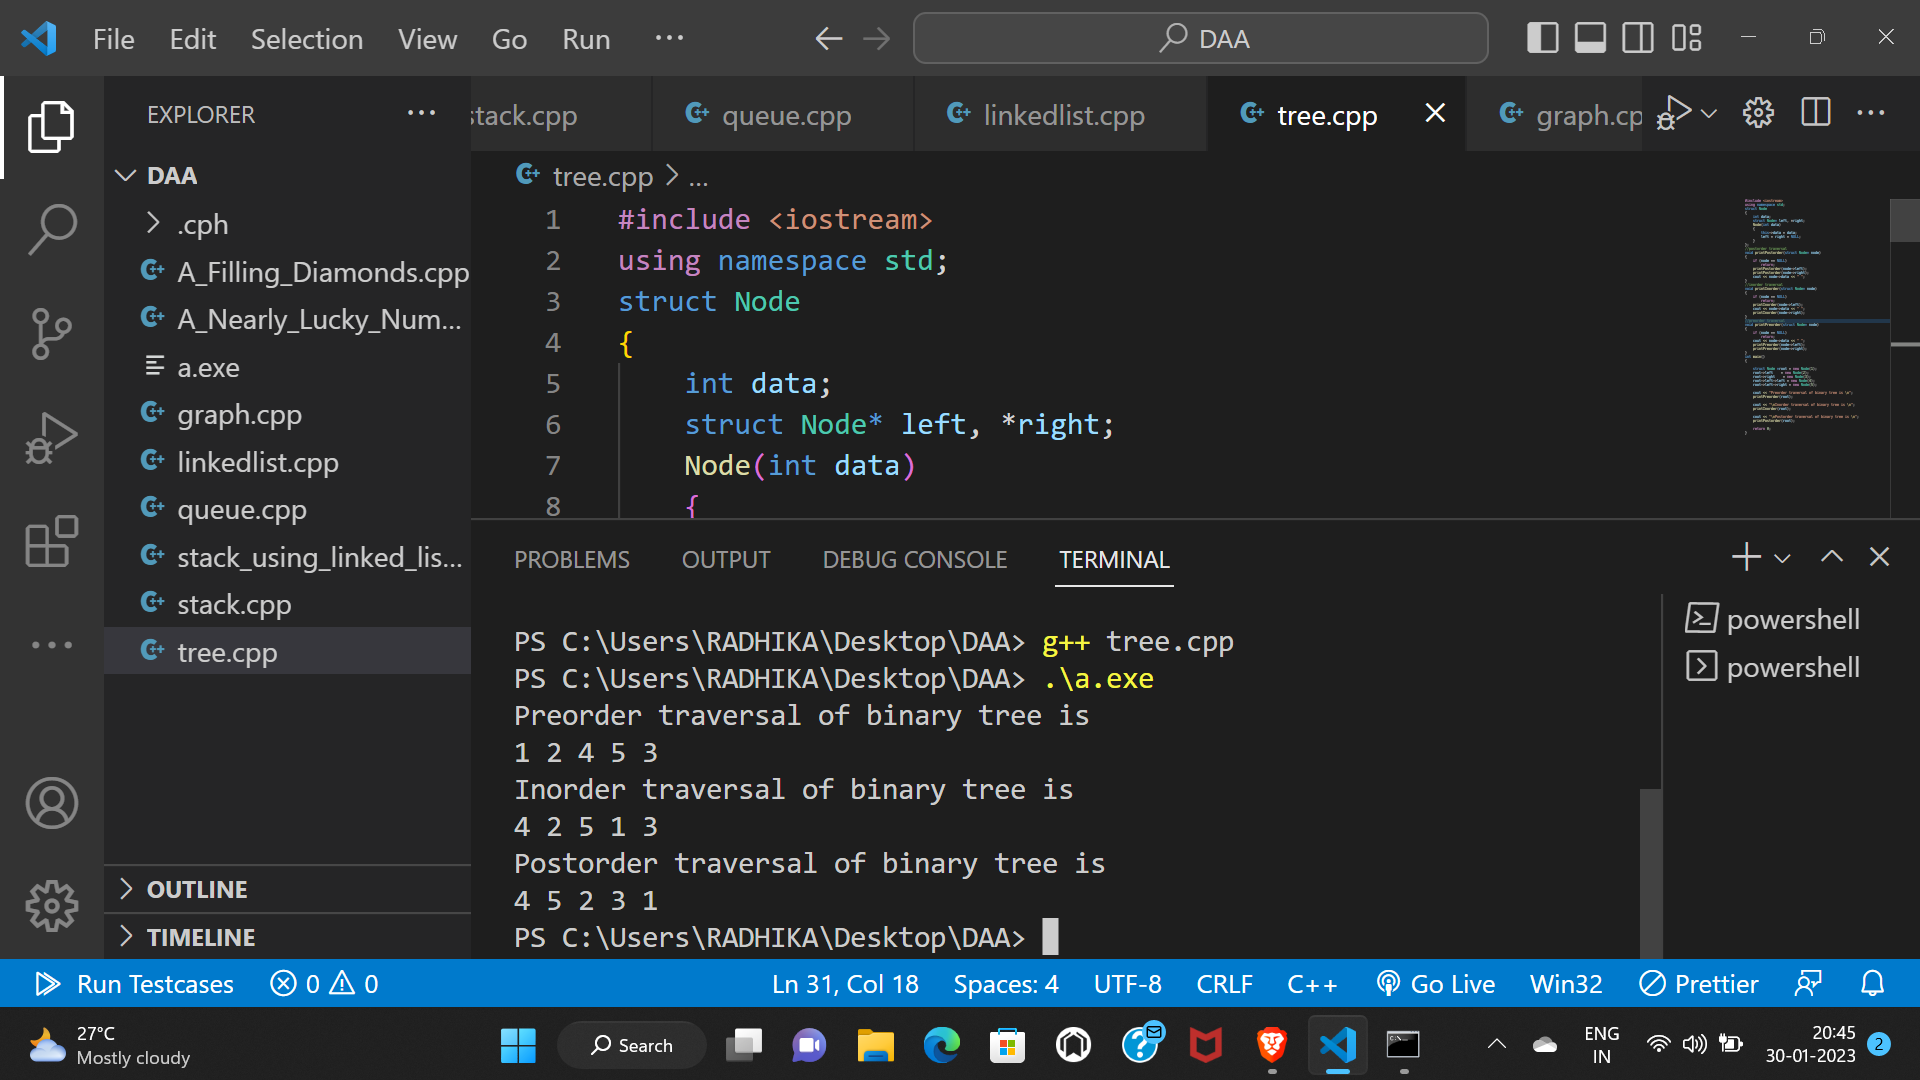 File Edit Selection View Go Run ···
DAA
EXPLORER
DAA
.cph
A_Filling_Diamonds.cpp
A_Nearly_Lucky_Num...
a.exe
graph.cpp
linkedlist.cpp
queue.cpp
stack_using_linked_lis...
stack.cpp
tree.cpp
OUTLINE
TIMELINE
stack.cpp queue.cpp linkedlist.cpp tree.cpp graph.cp
tree.cpp > ...
1 #include <iostream>
2 using namespace std;
3 struct Node
4 {
5 int data;
6 struct Node* left, *right;
7 Node(int data)
8 {
PROBLEMS OUTPUT DEBUG CONSOLE TERMINAL
PS C:\Users\RADHIKA\Desktop\DAA> g++ tree.cpp
PS C:\Users\RADHIKA\Desktop\DAA> .\a.exe
Preorder traversal of binary tree is
1 2 4 5 3
Inorder traversal of binary tree is
4 2 5 1 3
Postorder traversal of binary tree is
4 5 2 3 1
PS C:\Users\RADHIKA\Desktop\DAA>
powershell
powershell
Run Testcases 0 0 Ln 31, Col 18 Spaces: 4 UTF-8 CRLF C++ Go Live Win32 Prettier
27°C
Mostly cloudy
Search
ENG
IN
20:45
30-01-2023
2